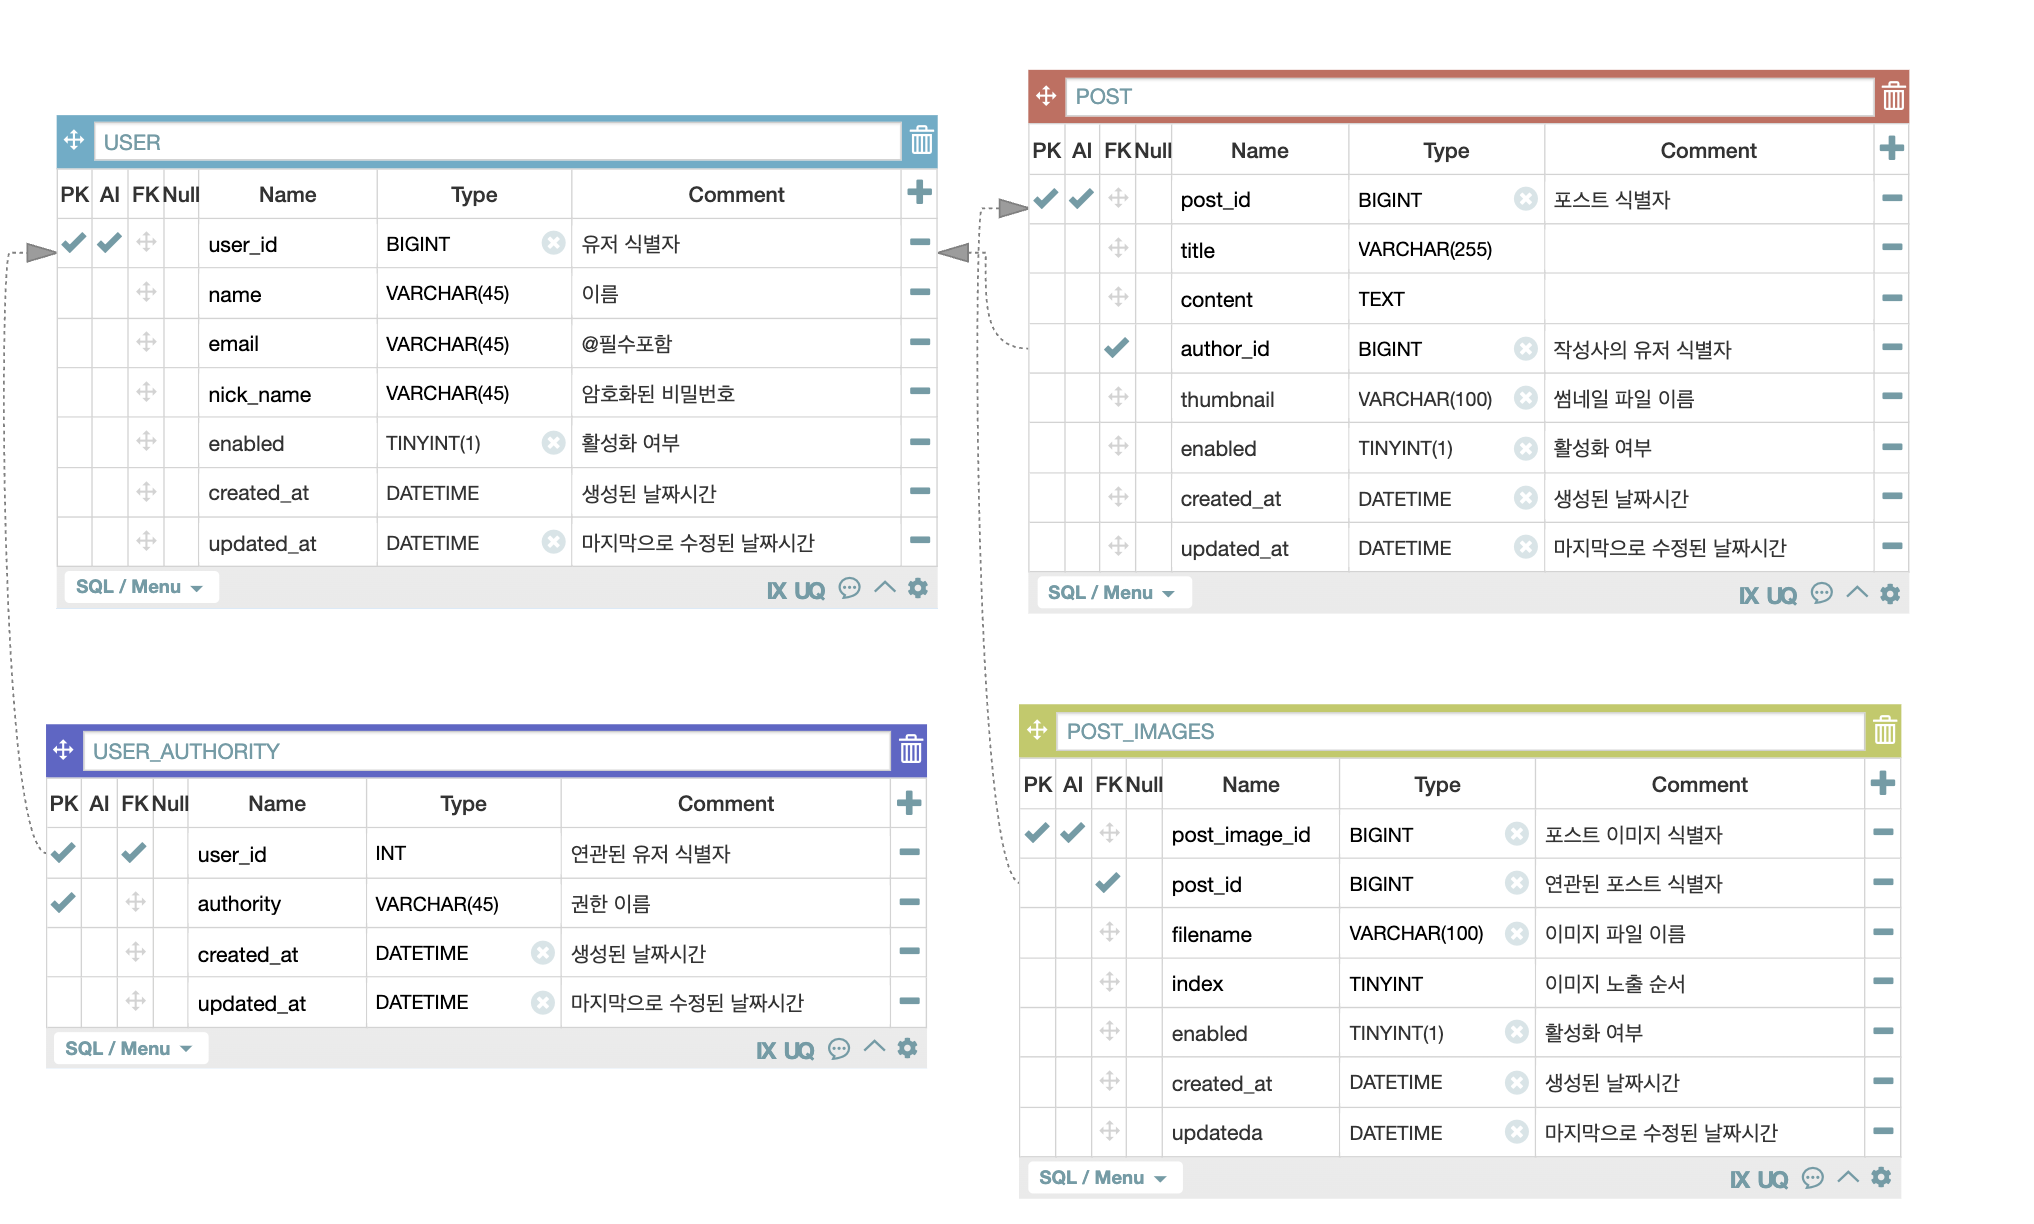 USER
PK AI FK Null Name Type Comment
user_id BIGINT 유저 식별자
name VARCHAR(45) 이름
email VARCHAR(45) @필수포함
nick_name VARCHAR(45) 암호화된 비밀번호
enabled TINYINT(1) 활성화 여부
created_at DATETIME 생성된 날짜시간
updated_at DATETIME 마지막으로 수정된 날짜시간
SQL / Menu IX UQ
POST
PK AI FK Null Name Type Comment
post_id BIGINT 포스트 식별자
title VARCHAR(255)
content TEXT
author_id BIGINT 작성사의 유저 식별자
thumbnail VARCHAR(100) 썸네일 파일 이름
enabled TINYINT(1) 활성화 여부
created_at DATETIME 생성된 날짜시간
updated_at DATETIME 마지막으로 수정된 날짜시간
SQL / Menu IX UQ
USER_AUTHORITY
PK AI FK Null Name Type Comment
user_id INT 연관된 유저 식별자
authority VARCHAR(45) 권한 이름
created_at DATETIME 생성된 날짜시간
updated_at DATETIME 마지막으로 수정된 날짜시간
SQL / Menu IX UQ
POST_IMAGES
PK AI FK Null Name Type Comment
post_image_id BIGINT 포스트 이미지 식별자
post_id BIGINT 연관된 포스트 식별자
filename VARCHAR(100) 이미지 파일 이름
index TINYINT 이미지 노출 순서
enabled TINYINT(1) 활성화 여부
created_at DATETIME 생성된 날짜시간
updateda DATETIME 마지막으로 수정된 날짜시간
SQL / Menu IX UQ